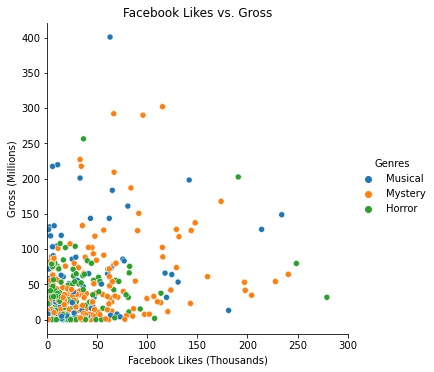 Facebook Likes vs. Gross
400
350
300
250
200
150
100
50
0
Gross (Millions)
0 50 100 150 200 250 300
Facebook Likes (Thousands)
Genres
Musical
Mystery
Horror